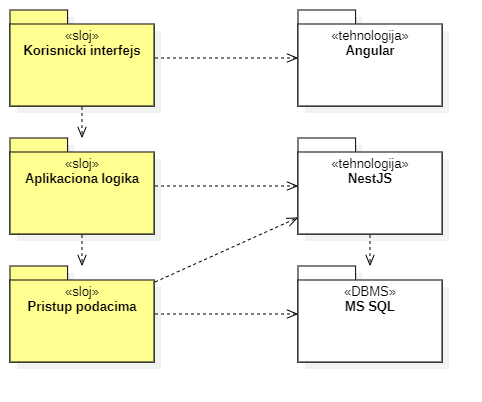 «sloj»
Korisnicki interfejs
«tehnologija»
Angular
«sloj»
Aplikaciona logika
«tehnologija»
NestJS
«sloj»
Pristup podacima
«DBMS»
MS SQL